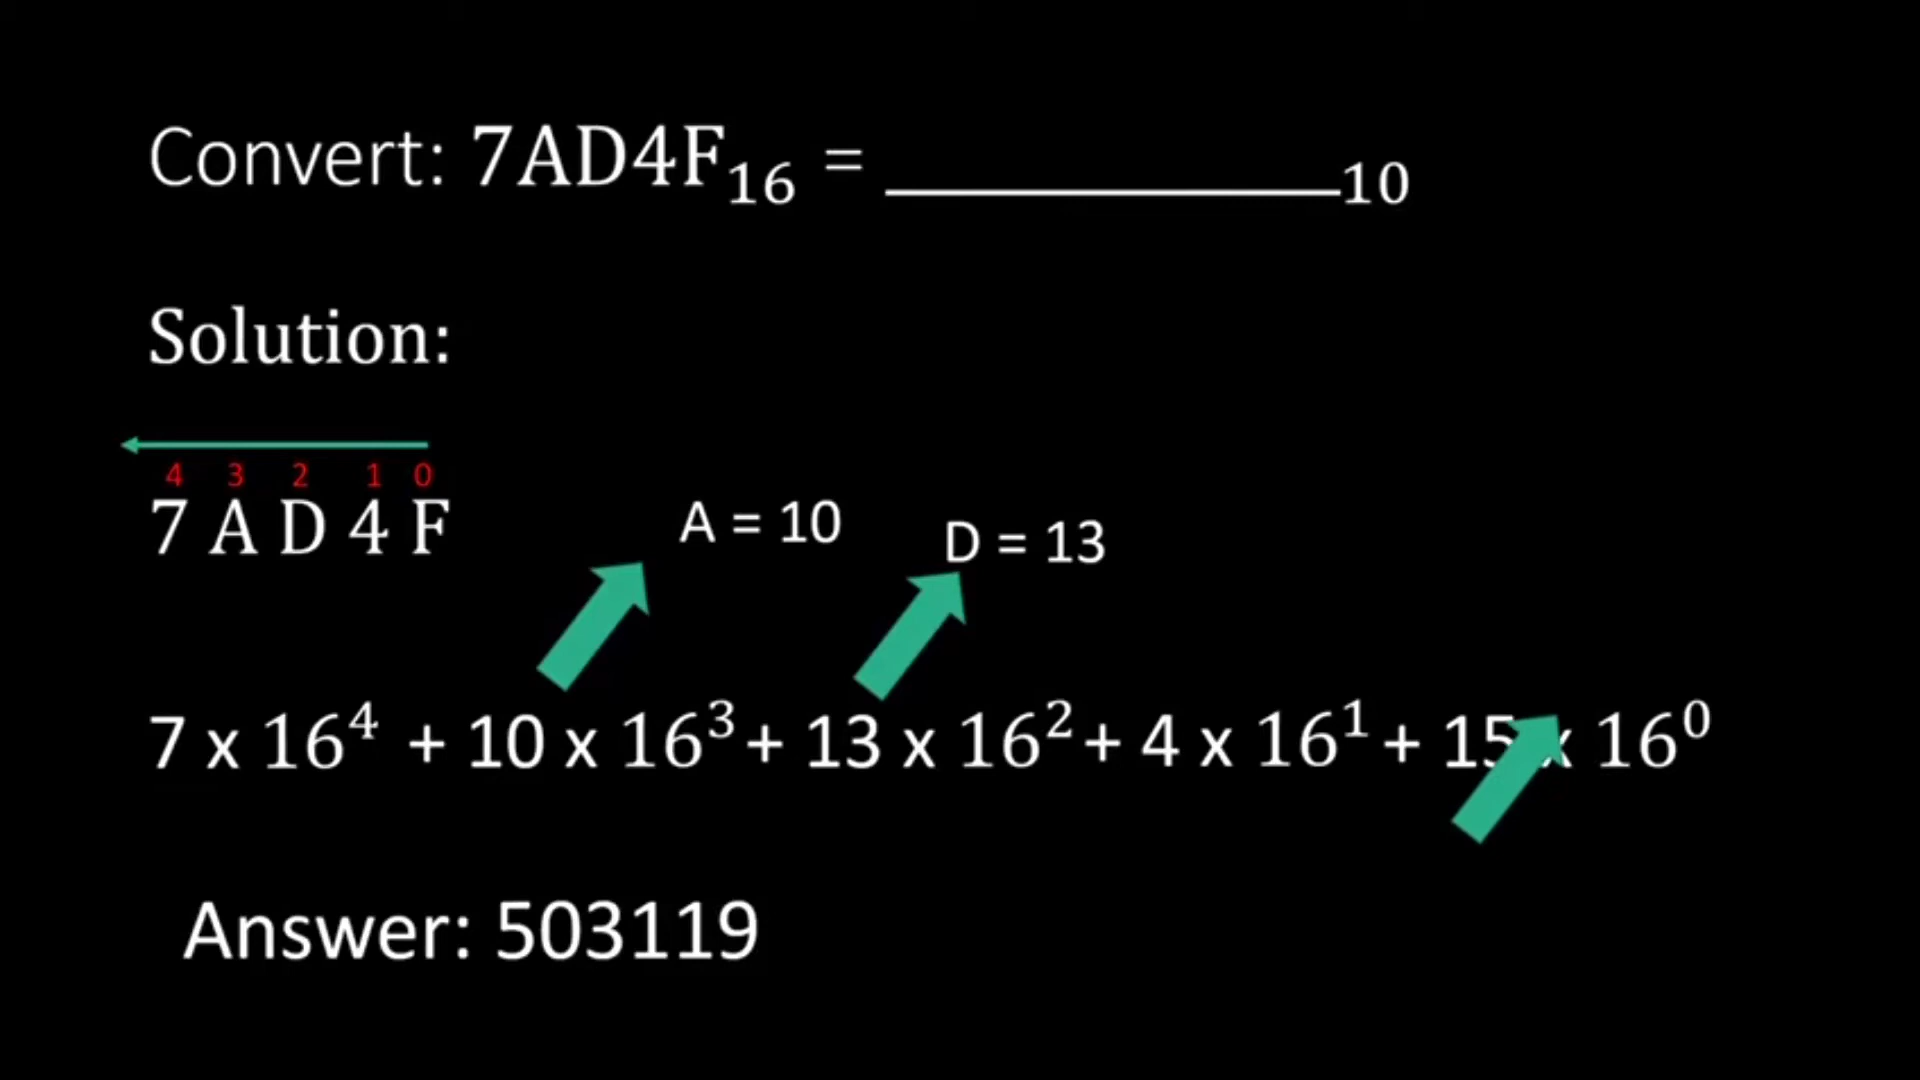 Convert: 7AD4F₁₆ = ____________₁₀
Solution:
4 3 2 1 0
7 A D 4 F
A = 10
D = 13
7 x 16⁴ + 10 x 16³ + 13 x 16² + 4 x 16¹ + 15 x 16⁰
Answer: 503119